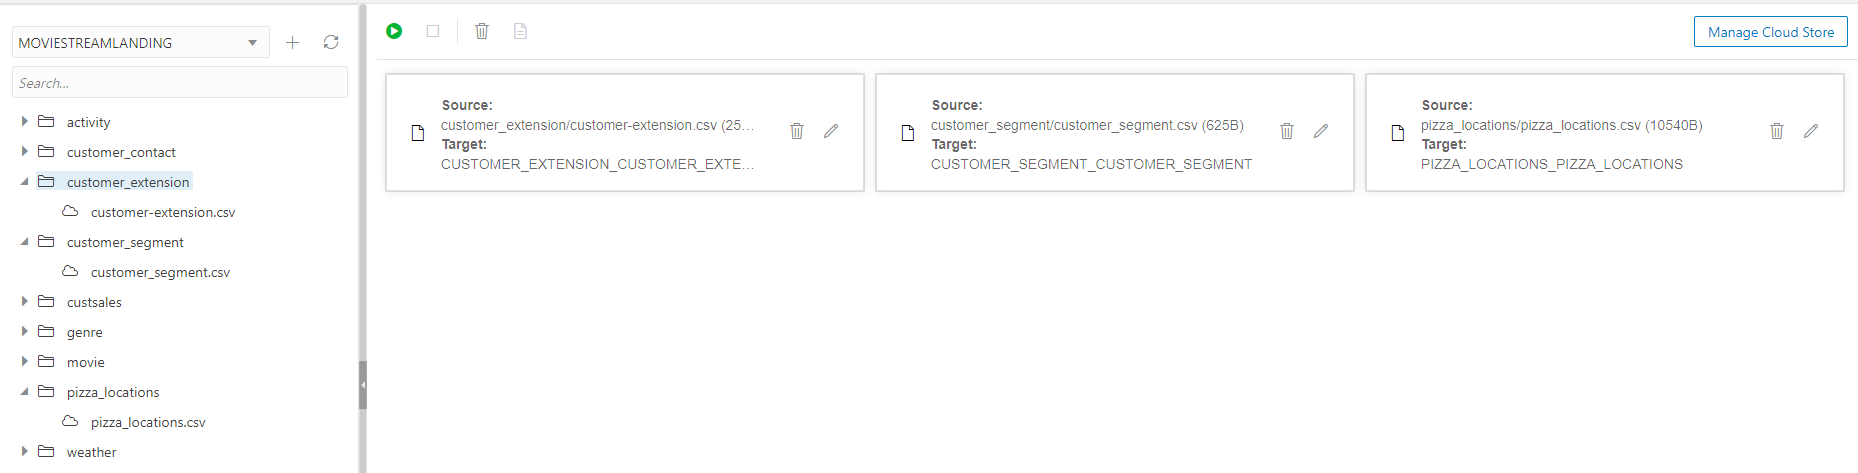 MOVIESTREAMLANDING
Search...
activity
customer_contact
customer_extension
customer-extension.csv
customer_segment
customer_segment.csv
custsales
genre
movie
pizza_locations
pizza_locations.csv
weather
Manage Cloud Store
Source:
customer_extension/customer-extension.csv (25...
Target:
CUSTOMER_EXTENSION_CUSTOMER_EXTE...
Source:
customer_segment/customer_segment.csv (625B)
Target:
CUSTOMER_SEGMENT_CUSTOMER_SEGMENT
Source:
pizza_locations/pizza_locations.csv (10540B)
Target:
PIZZA_LOCATIONS_PIZZA_LOCATIONS